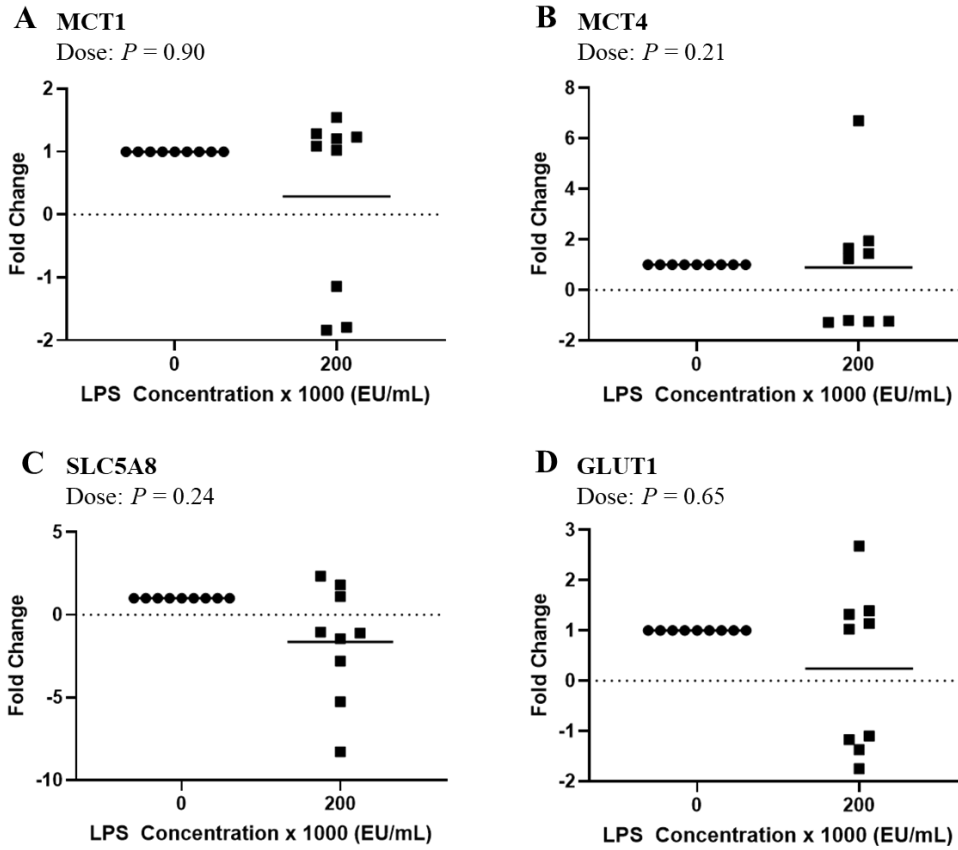 A MCT1
Dose: P = 0.90
2
1
0
-1
-2
Fold Change
0
200
LPS Concentration x 1000 (EU/mL)
B MCT4
Dose: P = 0.21
8
6
4
2
0
-2
Fold Change
0
200
LPS Concentration x 1000 (EU/mL)
C SLC5A8
Dose: P = 0.24
5
0
-5
-10
Fold Change
0
200
LPS Concentration x 1000 (EU/mL)
D GLUT1
Dose: P = 0.65
3
2
1
0
-1
-2
Fold Change
0
200
LPS Concentration x 1000 (EU/mL)